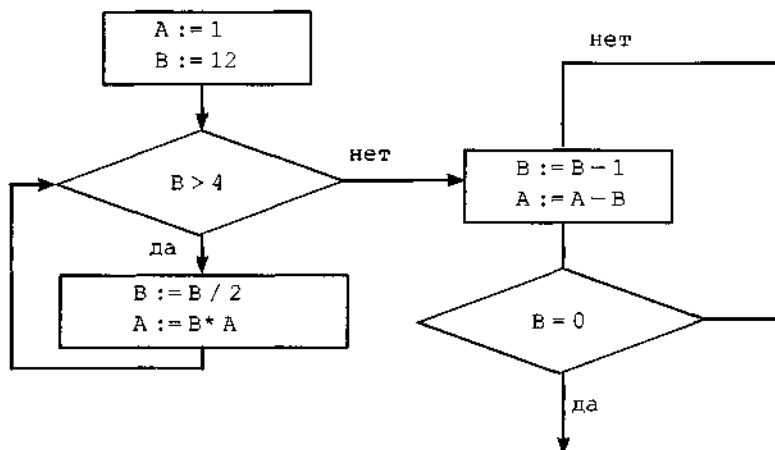 A := 1
B := 12
B > 4
да
B := B / 2
A := B* A
нет
нет
B := B − 1
A := A − B
B = 0
да